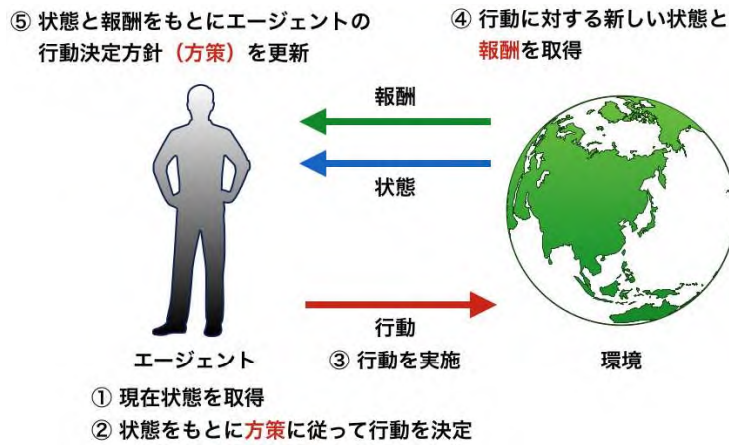 ⑤ 状態と報酬をもとにエージェントの
行動決定方針（方策）を更新
④ 行動に対する新しい状態と
報酬を取得
報酬
状態
行動
エージェント
③ 行動を実施
環境
① 現在状態を取得
② 状態をもとに方策に従って行動を決定